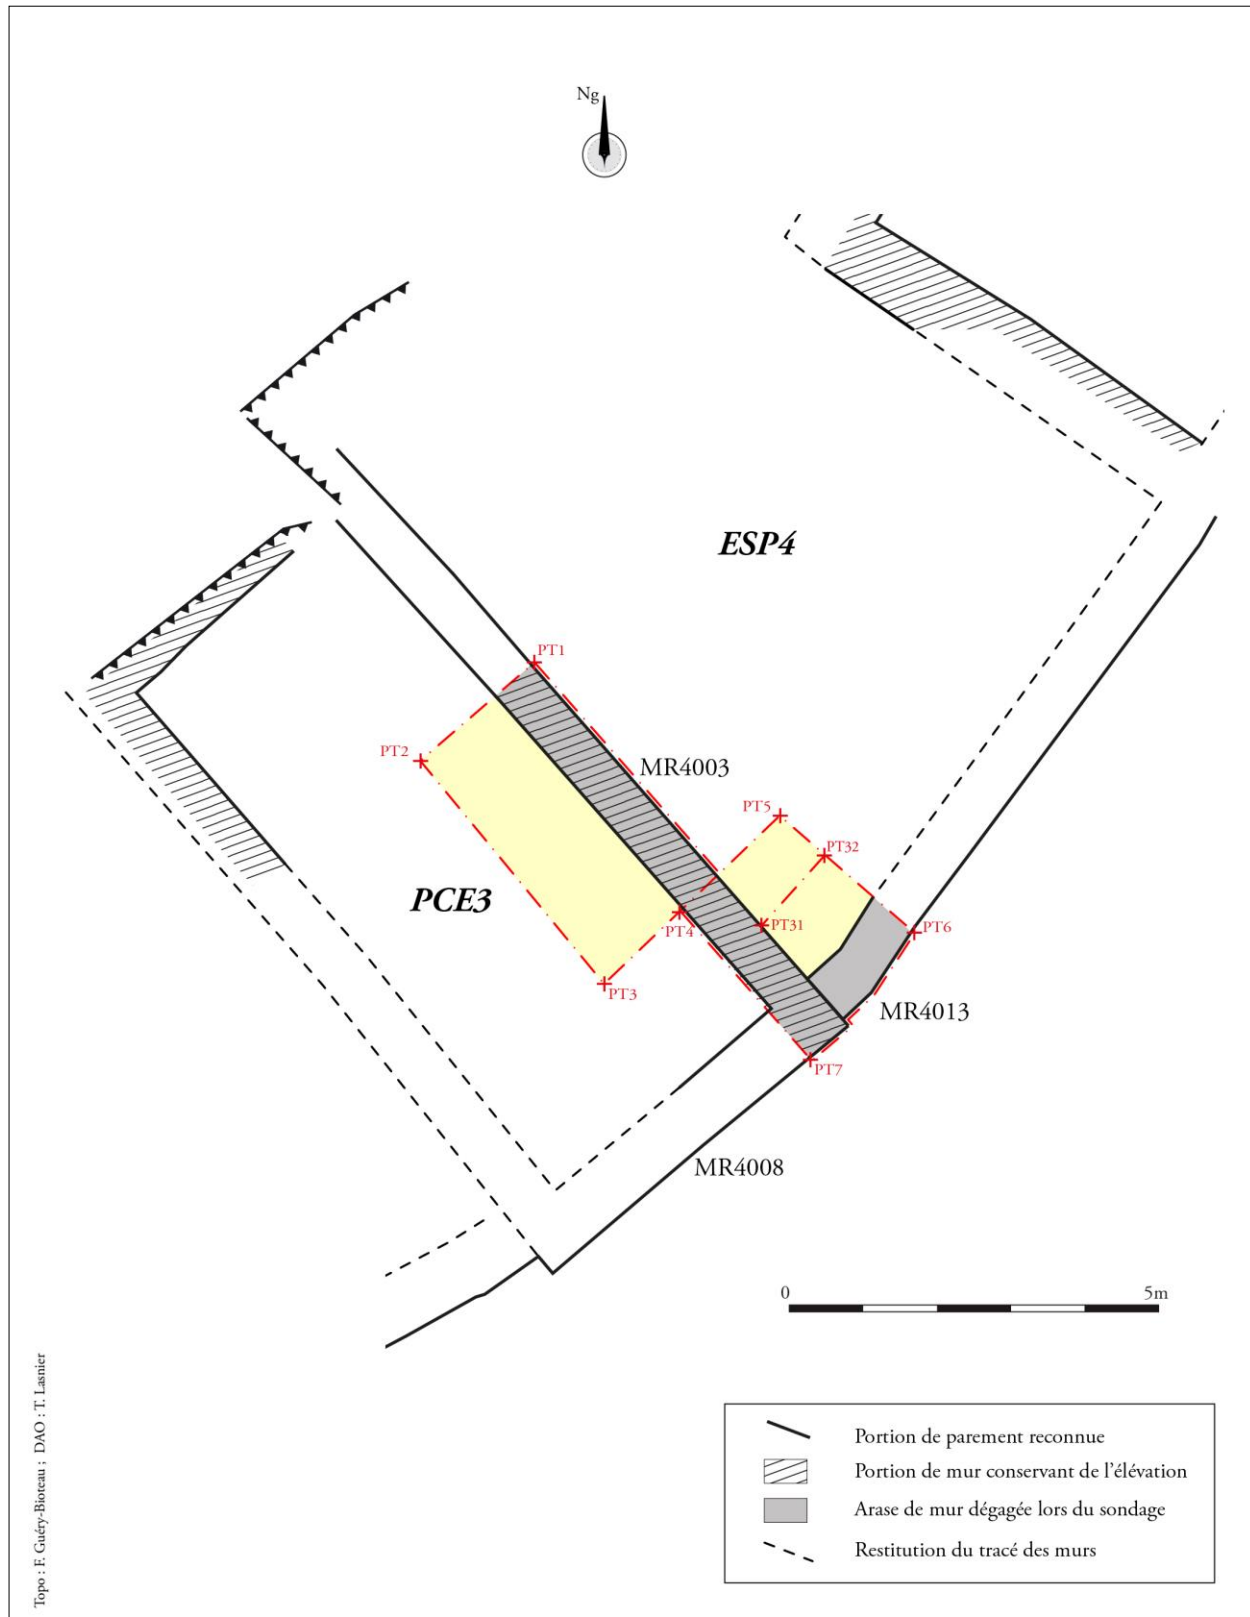 Ng
ESP4
PT1
PT2
MR4003
PT5
PT32
PCE3
PT4
PT31
PT6
PT3
MR4013
PT7
MR4008
0 5m
Portion de parement reconnue
Portion de mur conservant de l’élévation
Arase de mur dégagée lors du sondage
Restitution du tracé des murs
Topo : F. Guéry-Bioteau ; DAO : T. Lasnier